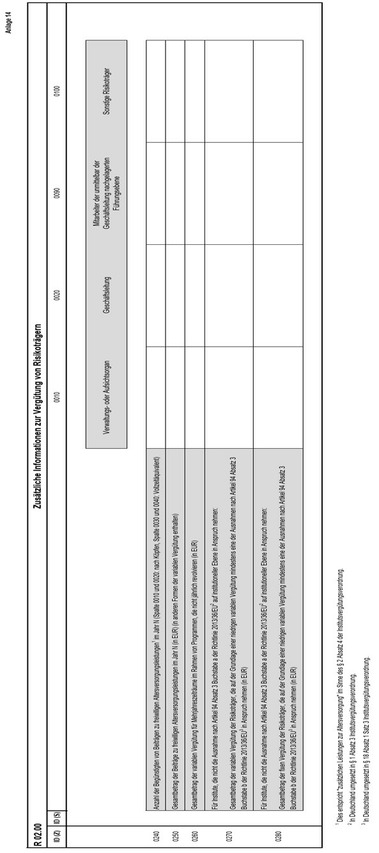 Anlage 14
R 02.00
Zusätzliche Informationen zur Vergütung von Risikoträgern
ID (Z) ID (S) 0010 0020 0090 0100
Verwaltungs- oder Aufsichtsorgan
Geschäftsleitung
Mitarbeiter der unmittelbar der
Geschäftsleitung nachgelagerten
Führungsebene
Sonstige Risikoträger
0240 Anzahl der Begünstigten von Beiträgen zu freiwilligen Altersversorgungsleistungen¹ im Jahr N (Spalte 0010 und 0020: nach Köpfen, Spalte 0030 und 0040: Vollzeitäquivalent)
0250 Gesamtbetrag der Beiträge zu freiwilligen Altersversorgungsleistungen im Jahr N (in EUR) (in anderen Formen der variablen Vergütung enthalten)
0260 Gesamtbetrag der variablen Vergütung für Mehrjahreszeiträume im Rahmen von Programmen, die nicht jährlich revolvieren (in EUR)
Für Institute, die nicht die Ausnahme nach Artikel 94 Absatz 3 Buchstabe a der Richtlinie 2013/36/EU² auf institutioneller Ebene in Anspruch nehmen:
0270 Gesamtbetrag der variablen Vergütung der Risikoträger, die auf der Grundlage einer niedrigen variablen Vergütung mindestens eine der Ausnahmen nach Artikel 94 Absatz 3
Buchstabe b der Richtlinie 2013/36/EU³ in Anspruch nehmen (in EUR)
Für Institute, die nicht die Ausnahme nach Artikel 94 Absatz 3 Buchstabe a der Richtlinie 2013/36/EU² auf institutioneller Ebene in Anspruch nehmen:
0280 Gesamtbetrag der fixen Vergütung der Risikoträger, die auf der Grundlage einer niedrigen variablen Vergütung mindestens eine der Ausnahmen nach Artikel 94 Absatz 3
Buchstabe b der Richtlinie 2013/36/EU³ in Anspruch nehmen (in EUR)
¹ Dies entspricht "zusätzlichen Leistungen zur Altersversorgung" im Sinne des § 2 Absatz 4 der Institutsvergütungsverordnung.
² In Deutschland umgesetzt in § 1 Absatz 3 Institutsvergütungsverordnung.
³ In Deutschland umgesetzt in § 18 Absatz 1 Satz 3 Institutsvergütungsverordnung.